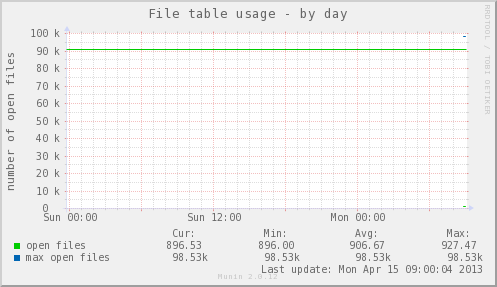 File table usage - by day
RRDTOOL / TOBI OETIKER
number of open files
100 k
90 k
80 k
70 k
60 k
50 k
40 k
30 k
20 k
10 k
0
Sun 00:00 Sun 12:00 Mon 00:00
Cur: Min: Avg: Max:
open files 896.53 896.00 906.67 927.47
max open files 98.53k 98.53k 98.53k 98.53k
Last update: Mon Apr 15 09:00:04 2013
Munin 2.0.12